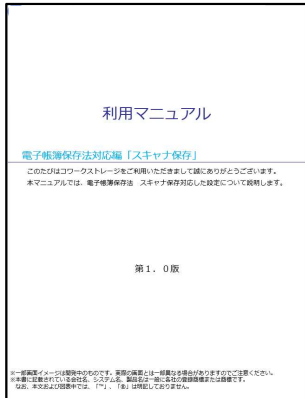 利用マニュアル
電子帳簿保存法対応編「スキャナ保存」
このたびはコワークストレージをご利用いただきまして誠にありがとうございます。
本マニュアルでは、電子帳簿保存法　スキャナ保存対応した設定について説明します。
第１．０版
※一部画面イメージは開発中のものです。実際の画面とは一部異なる場合がありますのでご注意ください。
※本書に記載されている会社名、システム名、製品名は一般に各社の登録商標または商標です。
なお、本文および図表中では、「™」、「®」は明記しておりません。